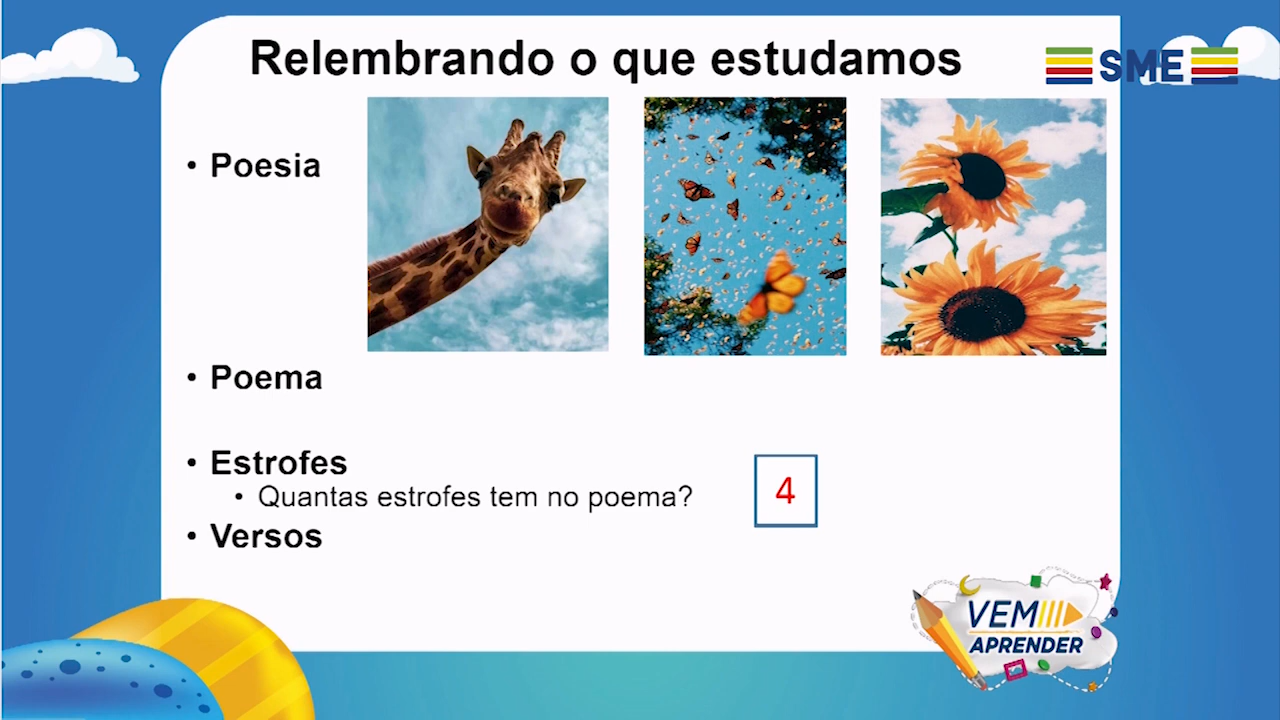 Relembrando o que estudamos
SME
• Poesia
• Poema
• Estrofes
• Quantas estrofes tem no poema?
4
• Versos
VEM
APRENDER